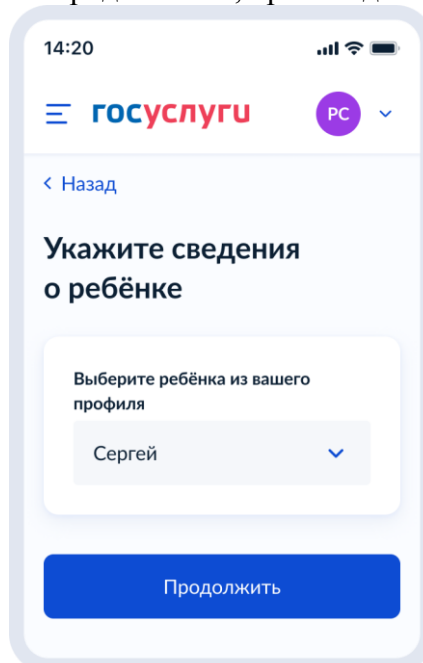 14:20
госуслуги
РС
< Назад
Укажите сведения
о ребёнке
Выберите ребёнка из вашего
профиля
Сергей
Продолжить